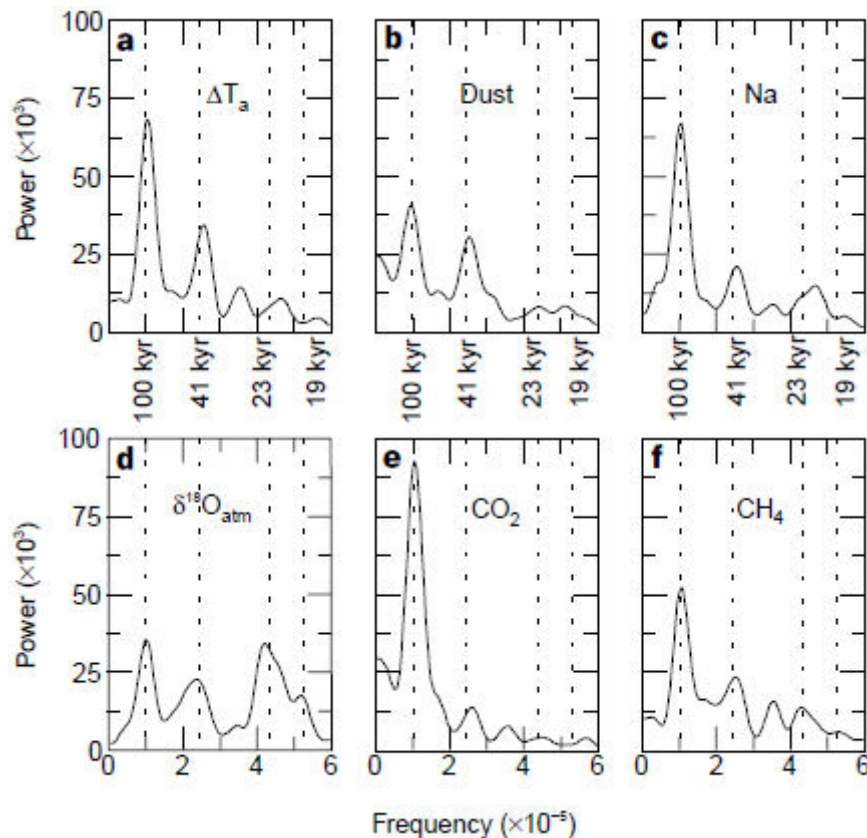 a
ΔTₐ
b
Dust
c
Na
100
75
50
25
0
Power (×10³)
100 kyr
41 kyr
23 kyr
19 kyr
100 kyr
41 kyr
23 kyr
19 kyr
100 kyr
41 kyr
23 kyr
19 kyr
d
δ¹⁸Oatm
e
CO₂
f
CH₄
100
75
50
25
0
Power (×10³)
0 2 4 6
0 2 4 6
0 2 4 6
Frequency (×10⁻⁵)